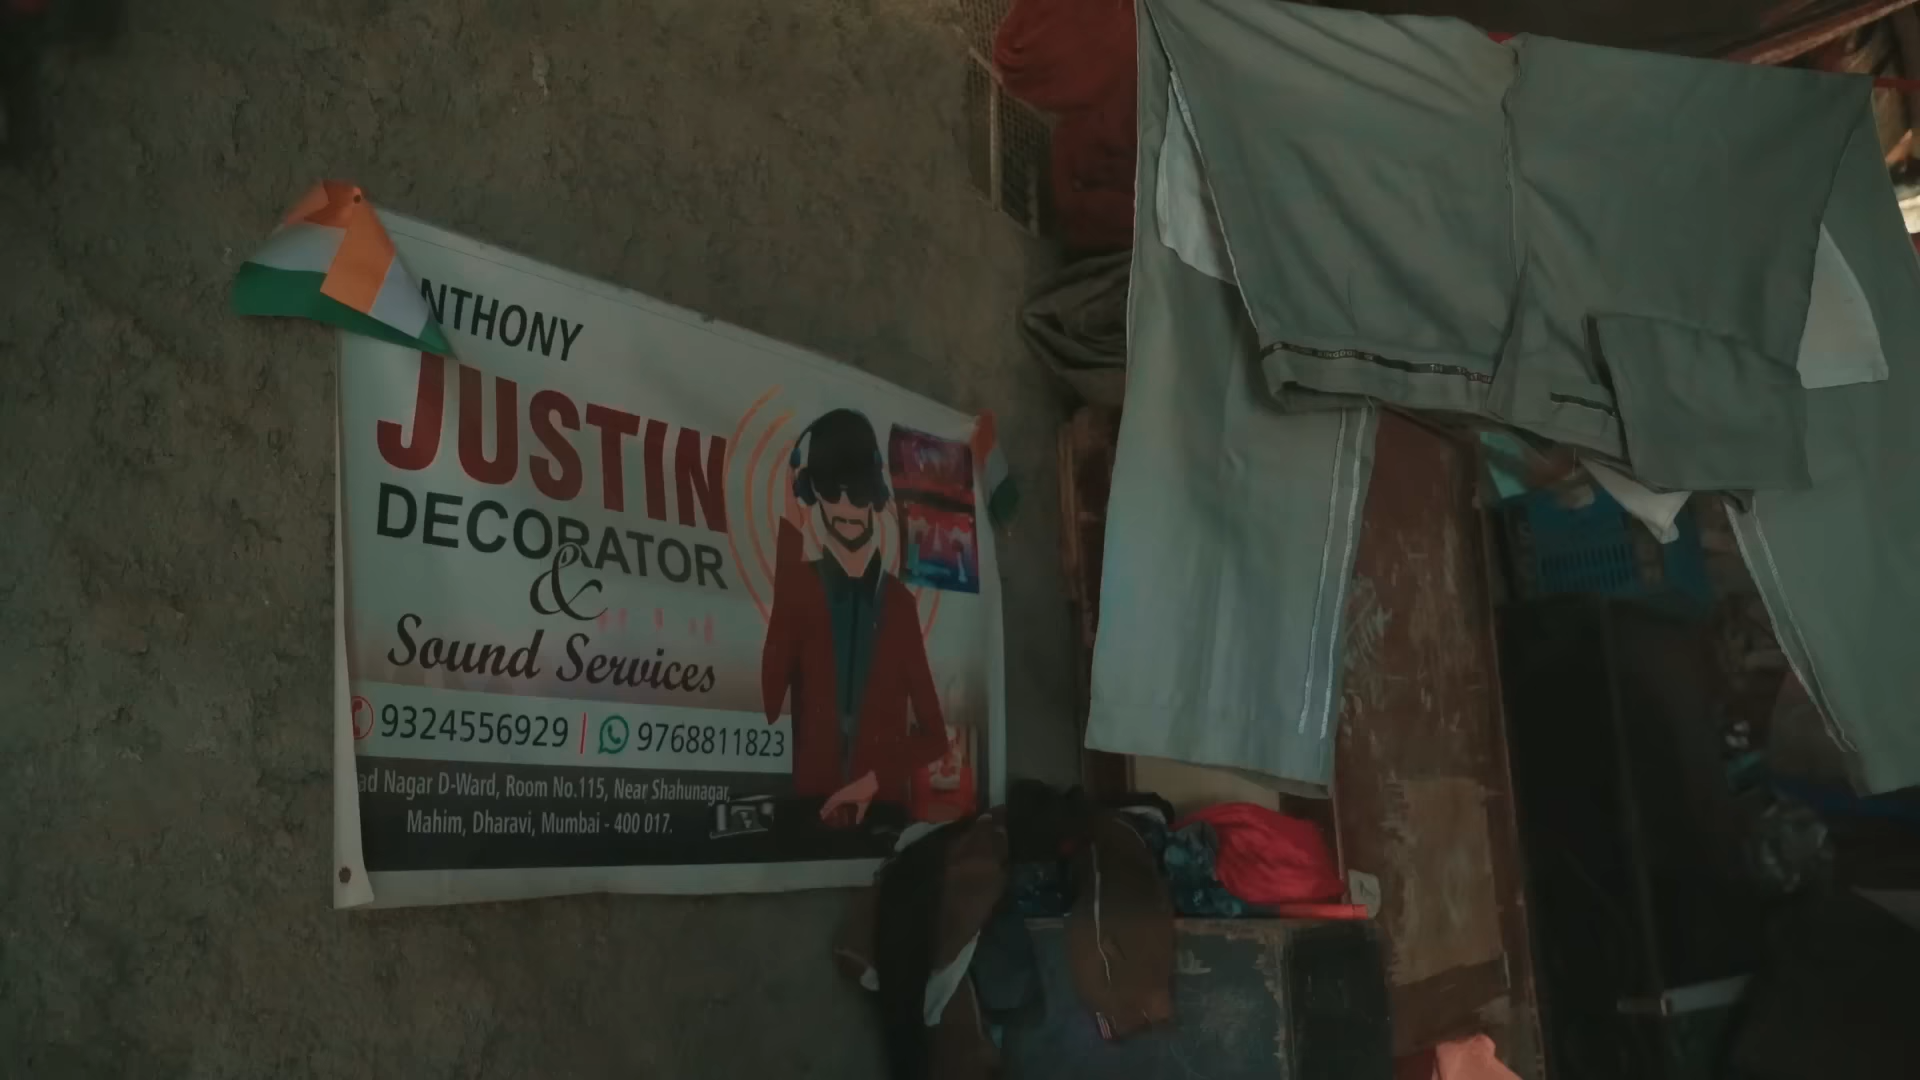 NTHONY
JUSTIN
DECORATOR
&
Sound Services
9324556929 | 9768811823
ad Nagar D-Ward, Room No.115, Near Shahunagar,
Mahim, Dharavi, Mumbai - 400 017.